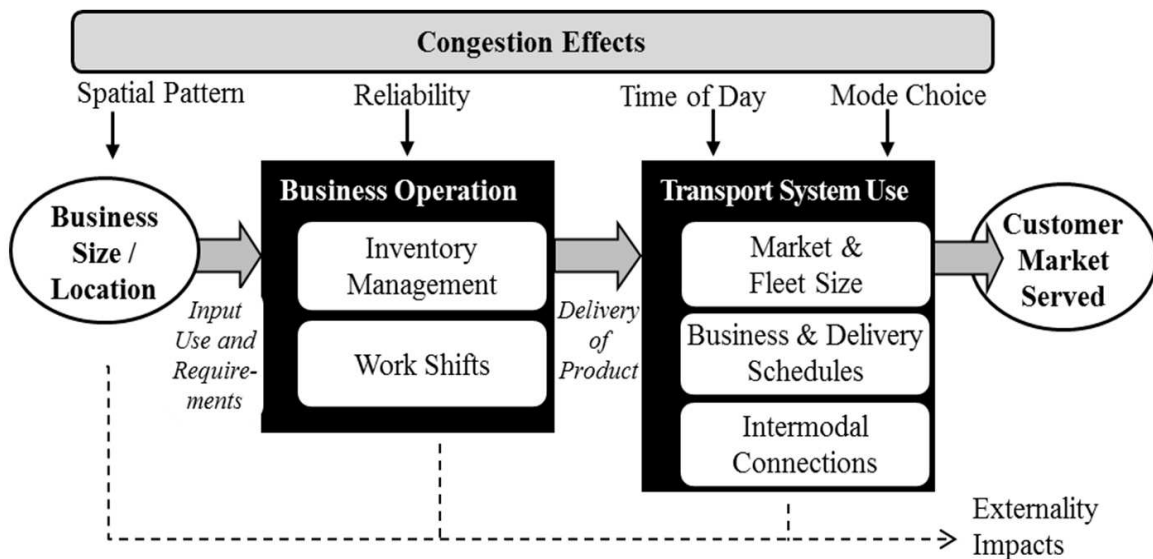 Congestion Effects
Spatial Pattern
Reliability
Time of Day
Mode Choice
Business
Size /
Location
Input
Use and
Require-
ments
Business Operation
Inventory
Management
Work Shifts
Delivery
of
Product
Transport System Use
Market &
Fleet Size
Business & Delivery
Schedules
Intermodal
Connections
Customer
Market
Served
Externality
Impacts